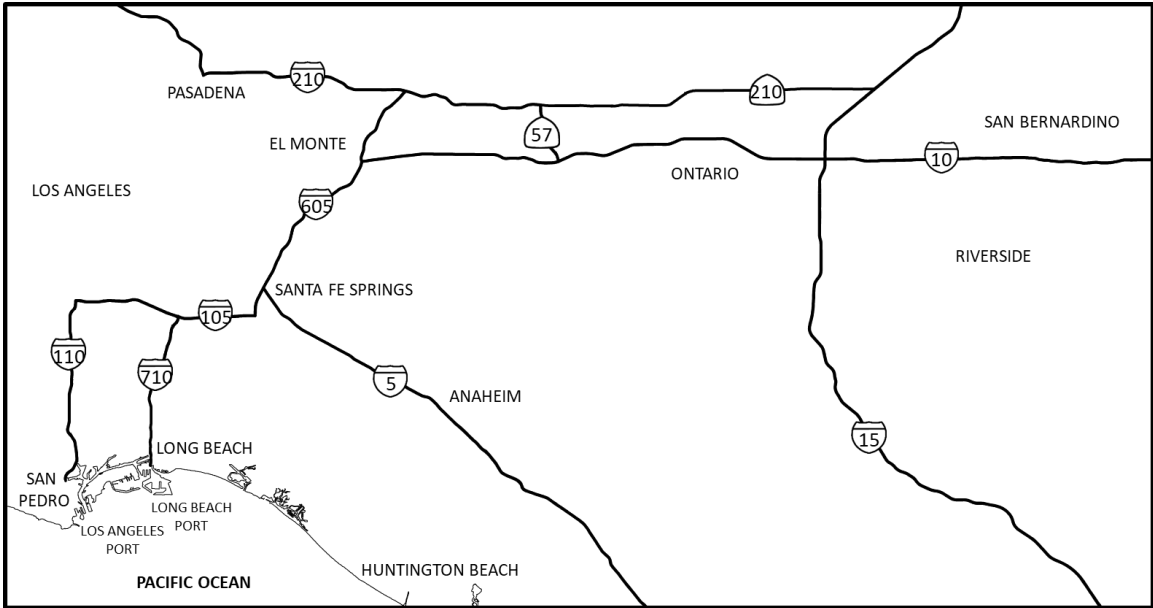 210
PASADENA
210
57
SAN BERNARDINO
EL MONTE
10
ONTARIO
LOS ANGELES
605
RIVERSIDE
SANTA FE SPRINGS
105
110
710
5
ANAHEIM
15
LONG BEACH
SAN
PEDRO
LONG BEACH
PORT
LOS ANGELES
PORT
HUNTINGTON BEACH
PACIFIC OCEAN